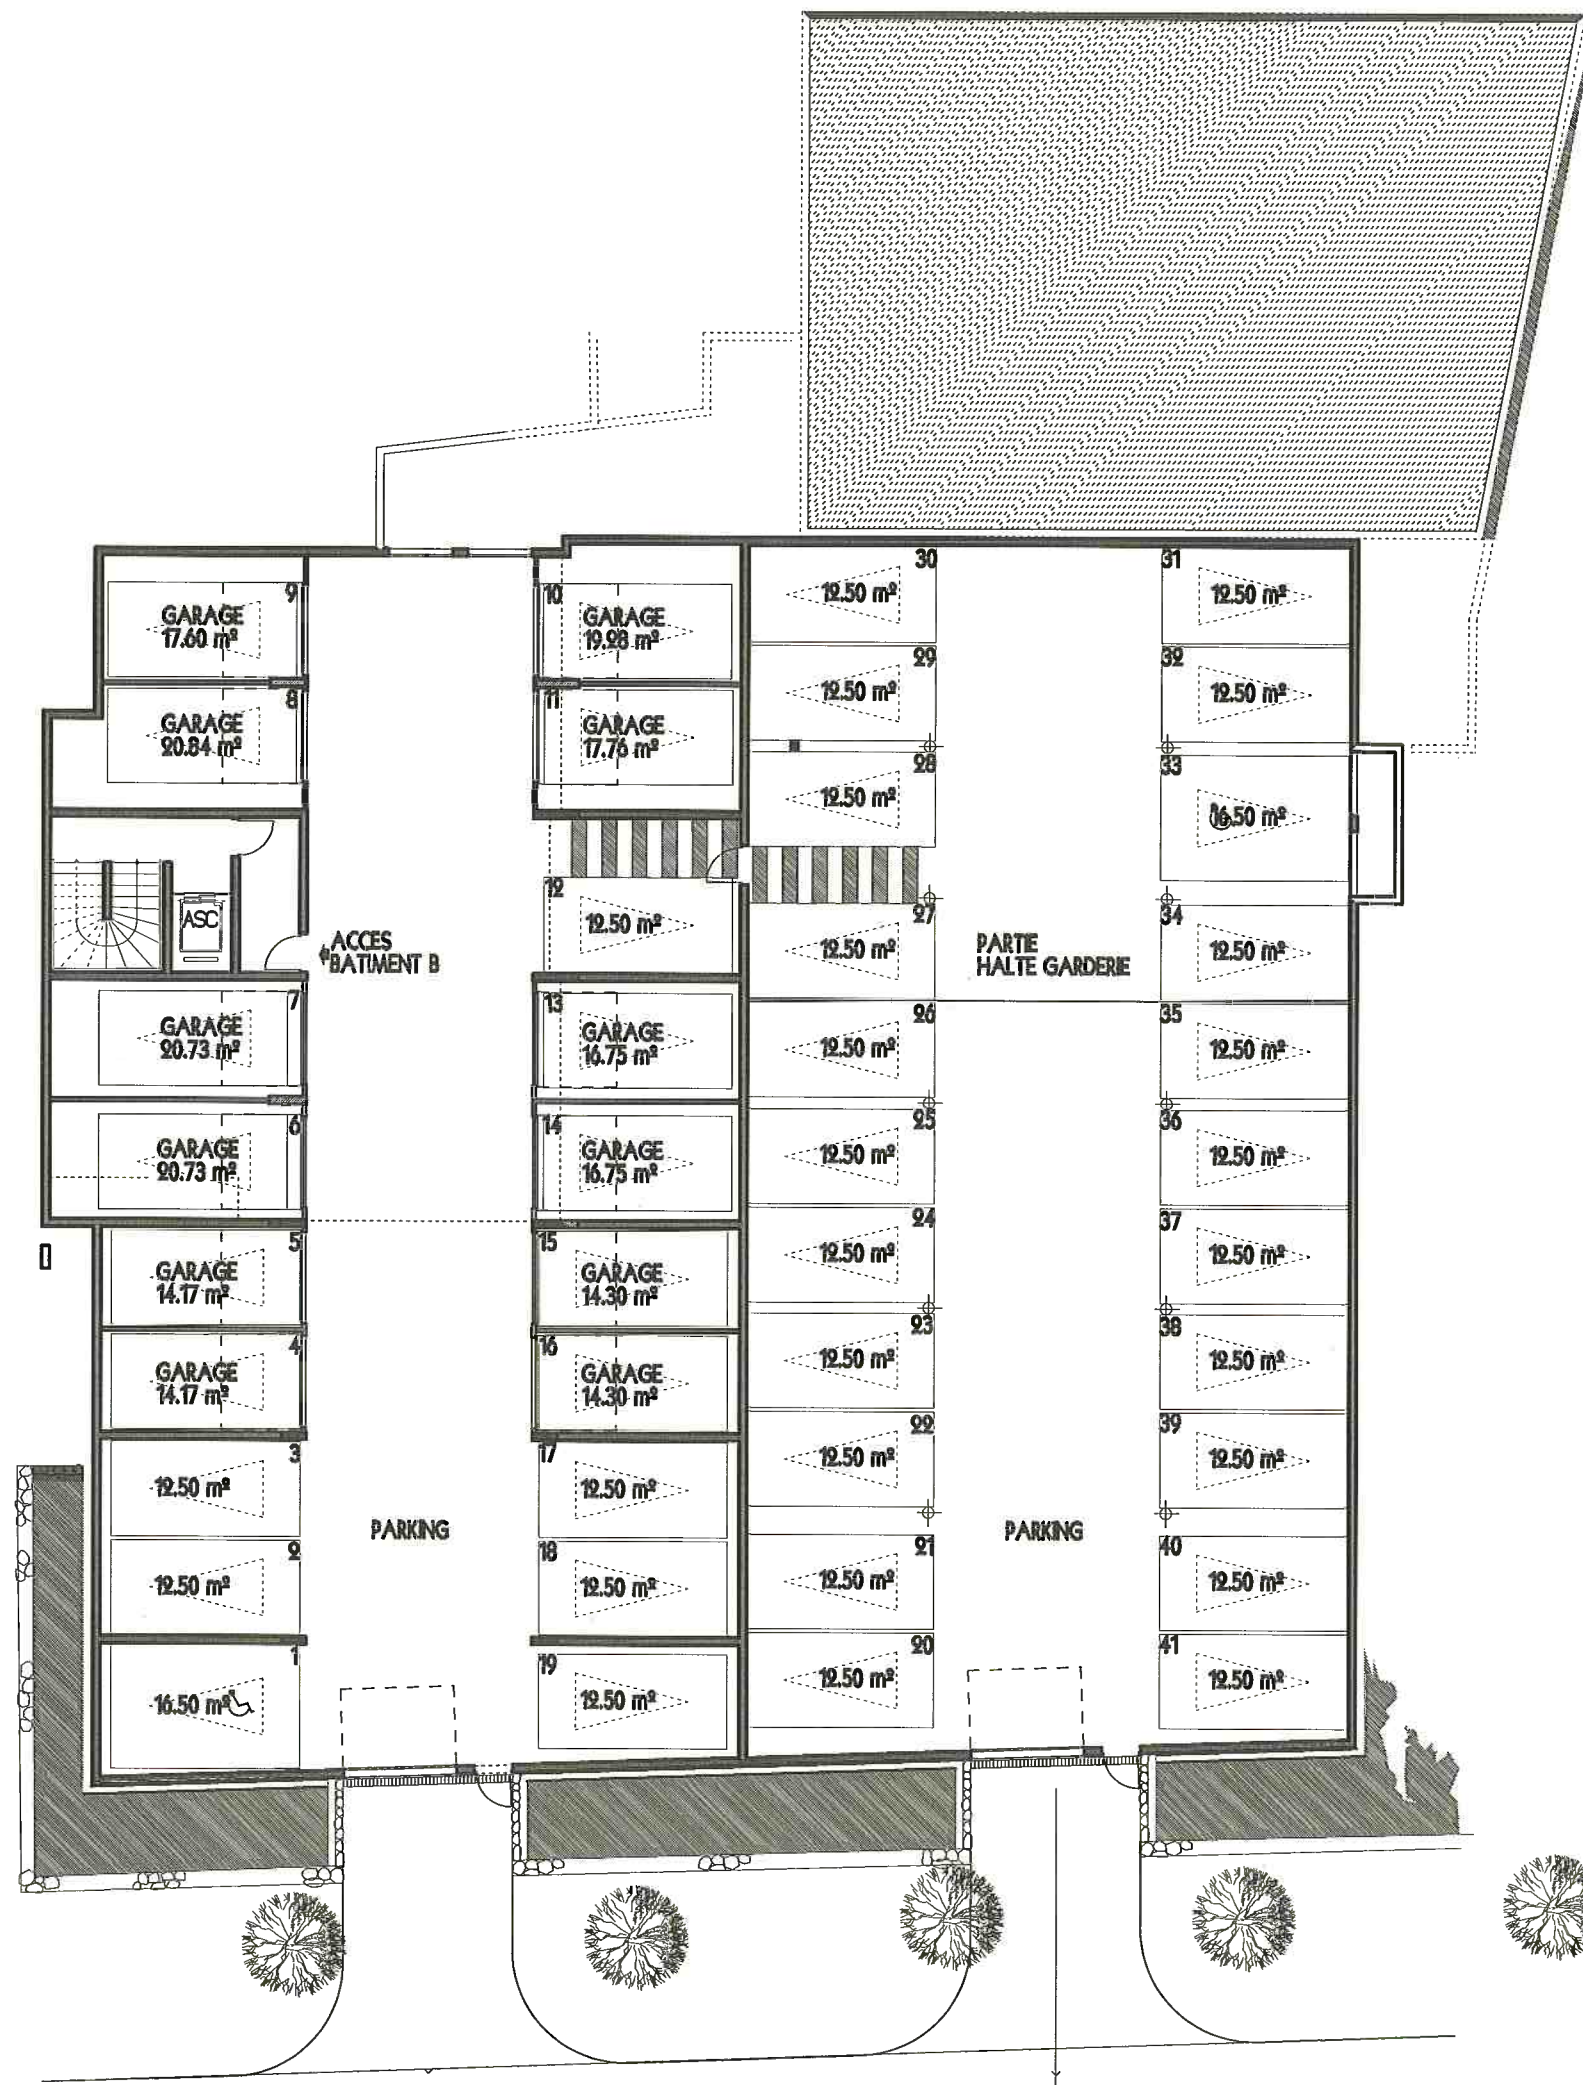 30
31
9
10
12.50 m²
12.50 m²
GARAGE
17.60 m²
GARAGE
19.28 m²
29
32
8
11
12.50 m²
12.50 m²
GARAGE
20.84 m²
GARAGE
17.76 m²
28
33
12.50 m²
16.50 m²
12
ASC
12.50 m²
27
34
ACCES
BATIMENT B
12.50 m²
PARTIE
HALTE GARDERIE
12.50 m²
7
13
26
35
GARAGE
20.73 m²
GARAGE
16.75 m²
12.50 m²
12.50 m²
6
14
25
36
GARAGE
20.73 m²
GARAGE
16.75 m²
12.50 m²
12.50 m²
5
15
24
37
GARAGE
14.17 m²
GARAGE
14.30 m²
12.50 m²
12.50 m²
4
16
23
38
GARAGE
14.17 m²
GARAGE
14.30 m²
12.50 m²
12.50 m²
3
17
22
39
12.50 m²
12.50 m²
12.50 m²
12.50 m²
PARKING
PARKING
2
18
21
40
12.50 m²
12.50 m²
12.50 m²
12.50 m²
1
19
20
41
16.50 m²
12.50 m²
12.50 m²
12.50 m²